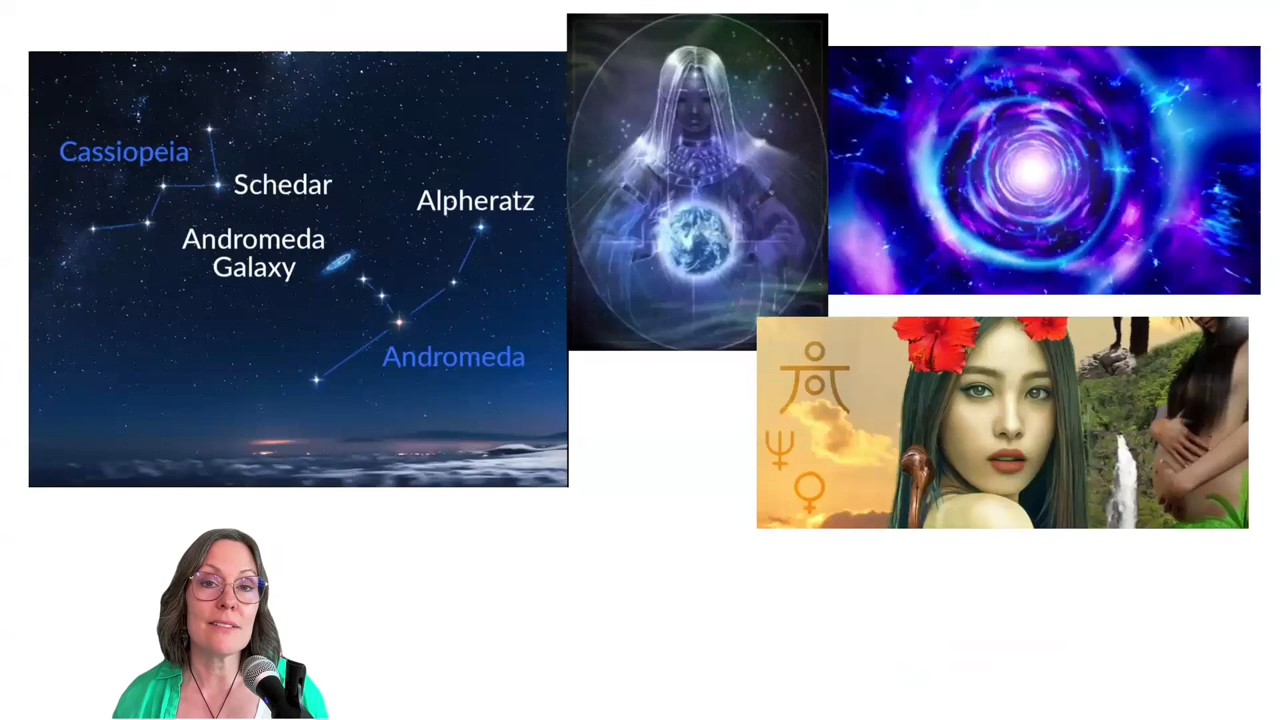 Cassiopeia
Schedar
Alpheratz
Andromeda
Galaxy
Andromeda